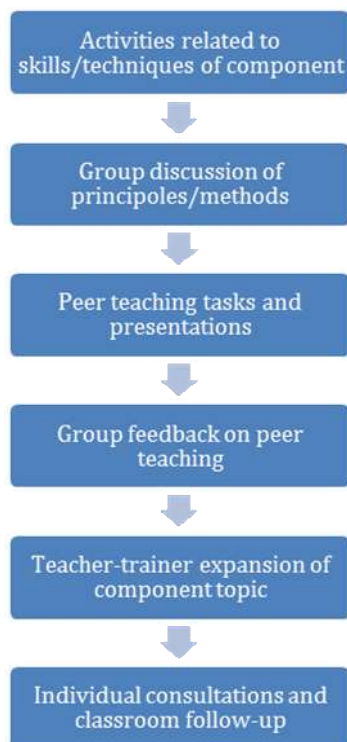 Activities related to
skills/techniques of component
Group discussion of
principoles/methods
Peer teaching tasks and
presentations
Group feedback on peer
teaching
Teacher-trainer expansion of
component topic
Individual consultations and
classroom follow-up